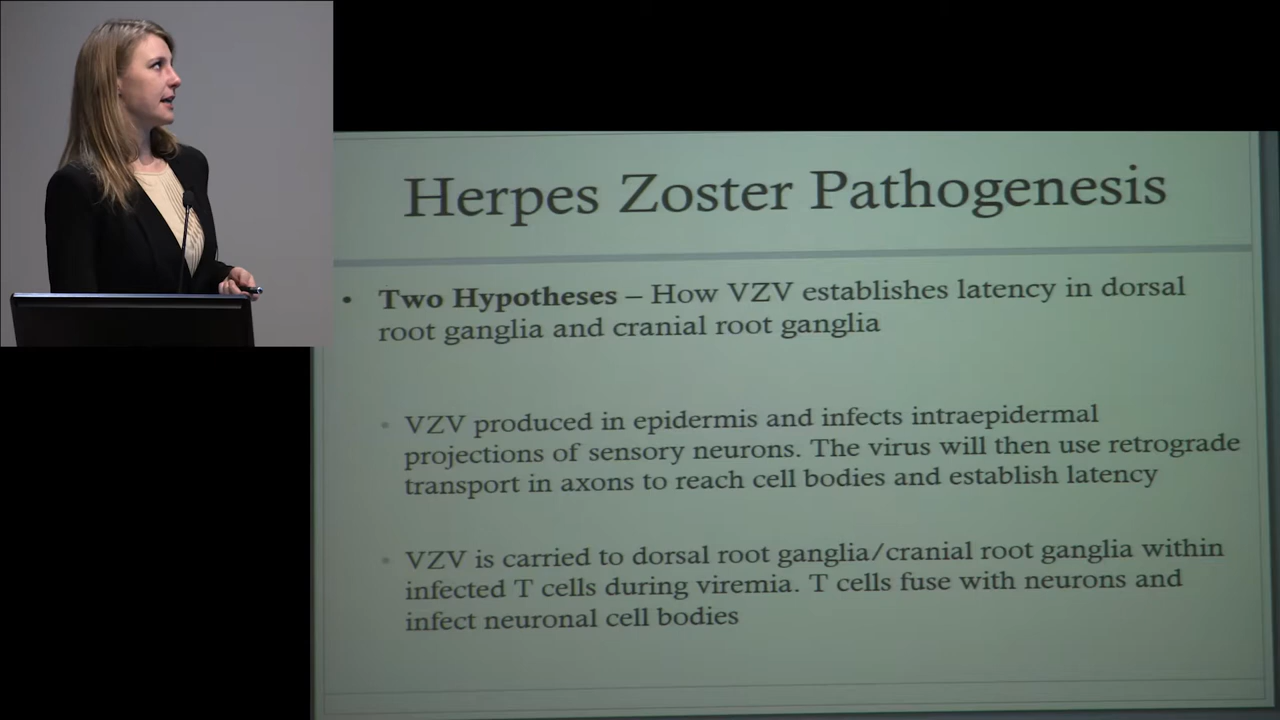 Herpes Zoster Pathogenesis
• Two Hypotheses – How VZV establishes latency in dorsal
root ganglia and cranial root ganglia
• VZV produced in epidermis and infects intraepidermal
projections of sensory neurons. The virus will then use retrograde
transport in axons to reach cell bodies and establish latency
• VZV is carried to dorsal root ganglia/cranial root ganglia within
infected T cells during viremia. T cells fuse with neurons and
infect neuronal cell bodies